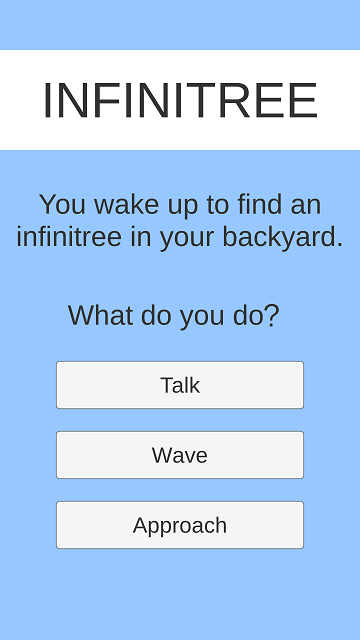 INFINITREE
You wake up to find an
infinitree in your backyard.
What do you do?
Talk
Wave
Approach